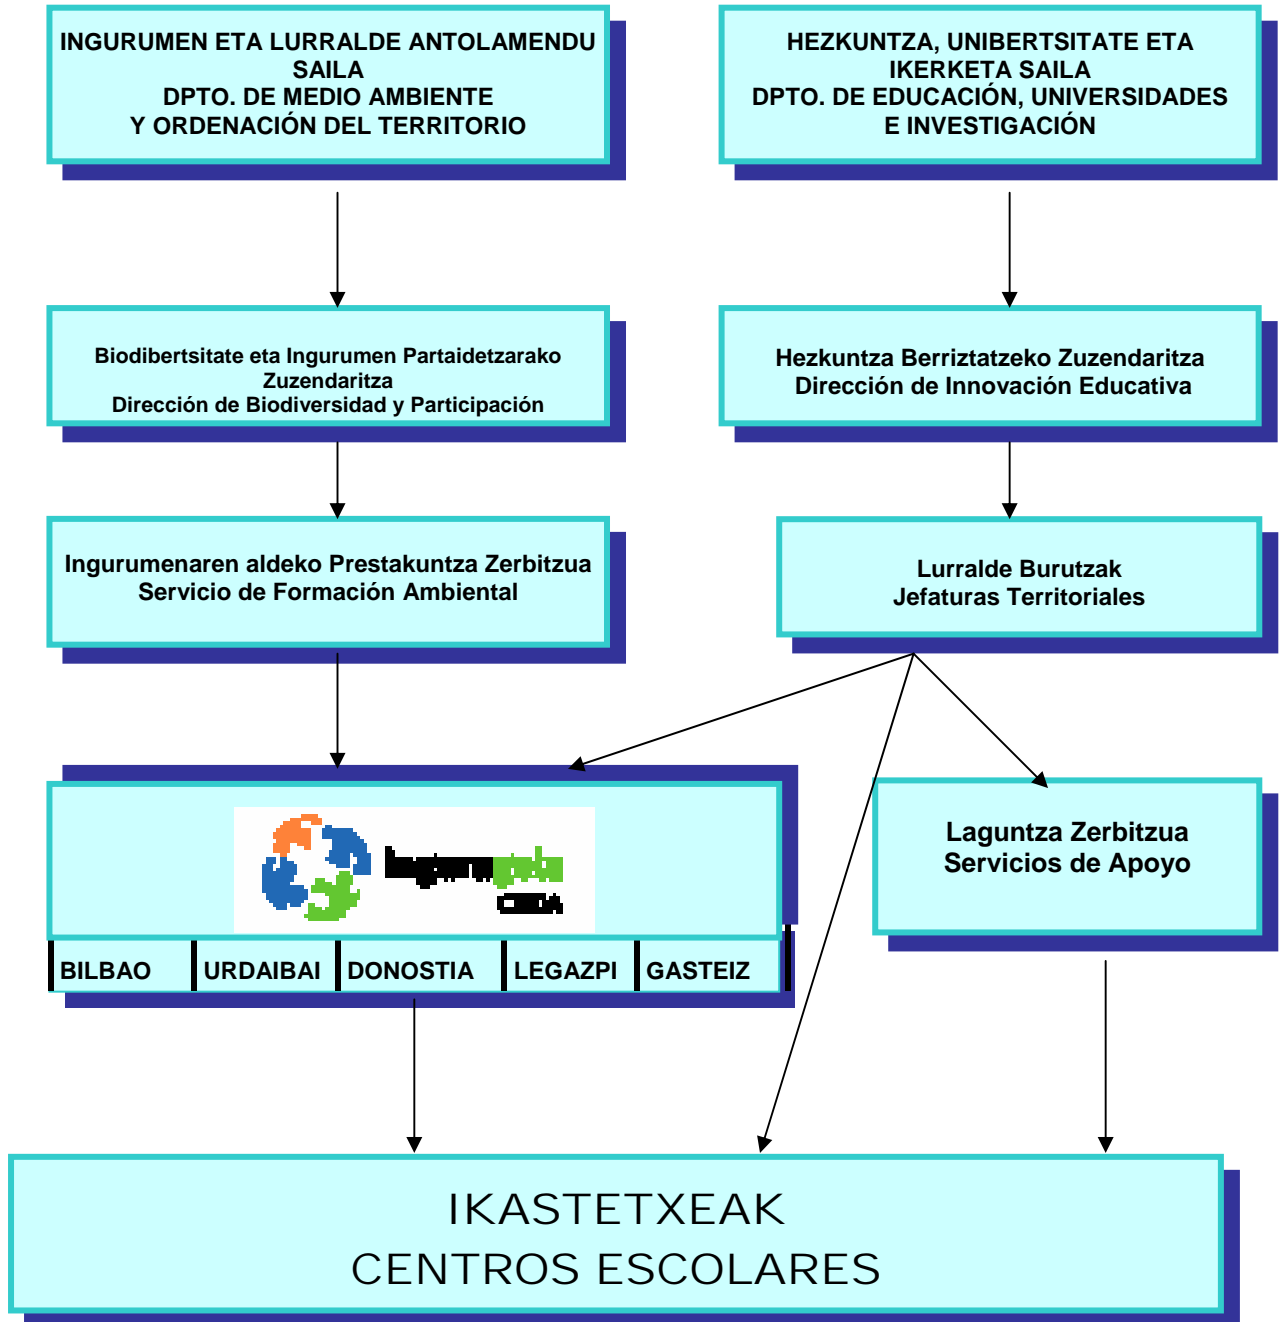 INGURUMEN ETA LURRALDE ANTOLAMENDU
SAILA
DPTO. DE MEDIO AMBIENTE
Y ORDENACIÓN DEL TERRITORIO
HEZKUNTZA, UNIBERTSITATE ETA
IKERKETA SAILA
DPTO. DE EDUCACIÓN, UNIVERSIDADES
E INVESTIGACIÓN
Biodibertsitate eta Ingurumen Partaidetzarako
Zuzendaritza
Dirección de Biodiversidad y Participación
Hezkuntza Berriztatzeko Zuzendaritza
Dirección de Innovación Educativa
Ingurumenaren aldeko Prestakuntza Zerbitzua
Servicio de Formación Ambiental
Lurralde Burutzak
Jefaturas Territoriales
Laguntza Zerbitzua
Servicios de Apoyo
BILBAO
URDAIBAI
DONOSTIA
LEGAZPI
GASTEIZ
IKASTETXEAK
CENTROS ESCOLARES